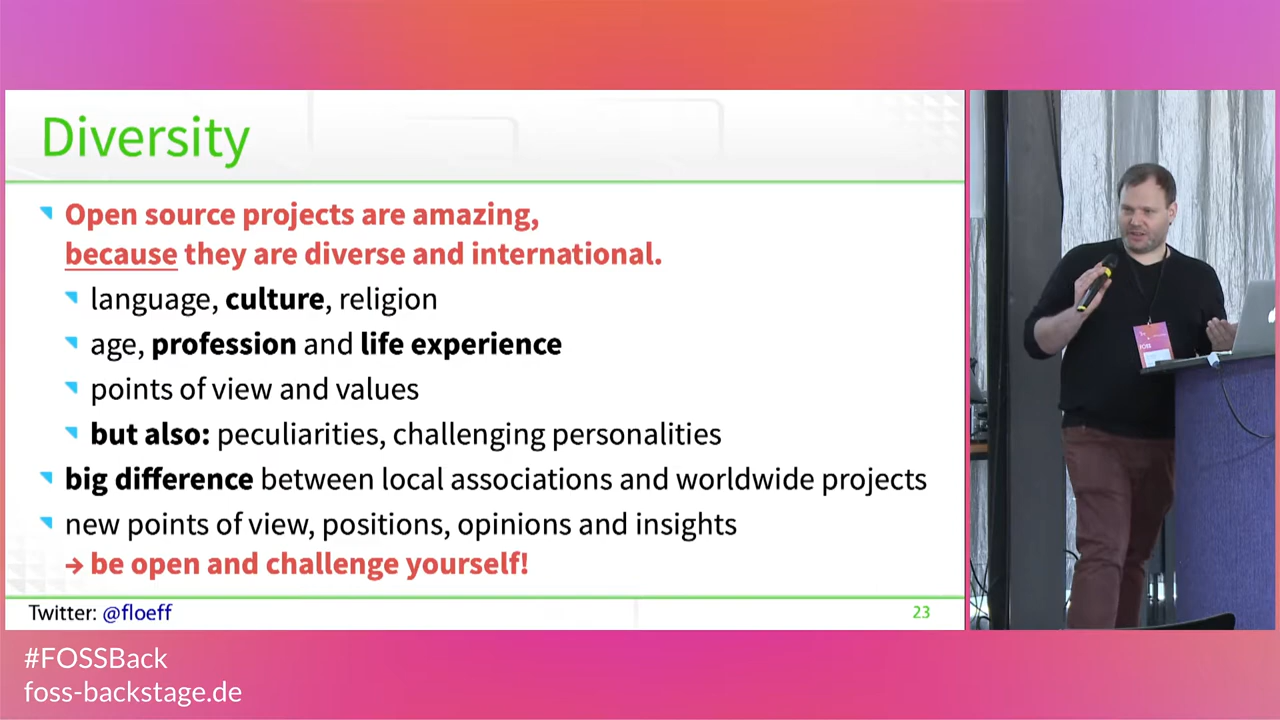 Diversity
Open source projects are amazing,
because they are diverse and international.
language, culture, religion
age, profession and life experience
points of view and values
but also: peculiarities, challenging personalities
big difference between local associations and worldwide projects
new points of view, positions, opinions and insights
→ be open and challenge yourself!
Twitter: @floeff
23
FOSS
#FOSSBack
foss-backstage.de